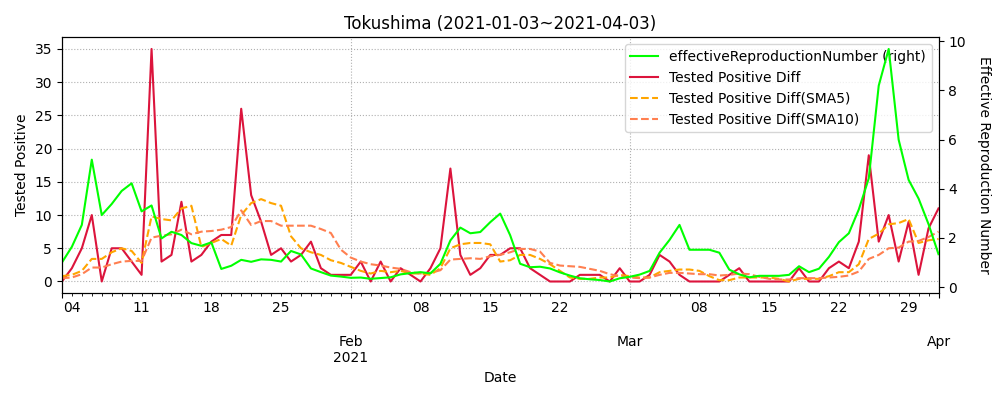 Tokushima (2021-01-03~2021-04-03)
effectiveReproductionNumber (right)
Tested Positive Diff
Tested Positive Diff(SMA5)
Tested Positive Diff(SMA10)
Tested Positive
35
30
25
20
15
10
5
0
10
8
6
4
2
0
Effective Reproduction Number
04 11 18 25 08 15 22 08 15 22 29
Feb Mar Apr
2021
Date